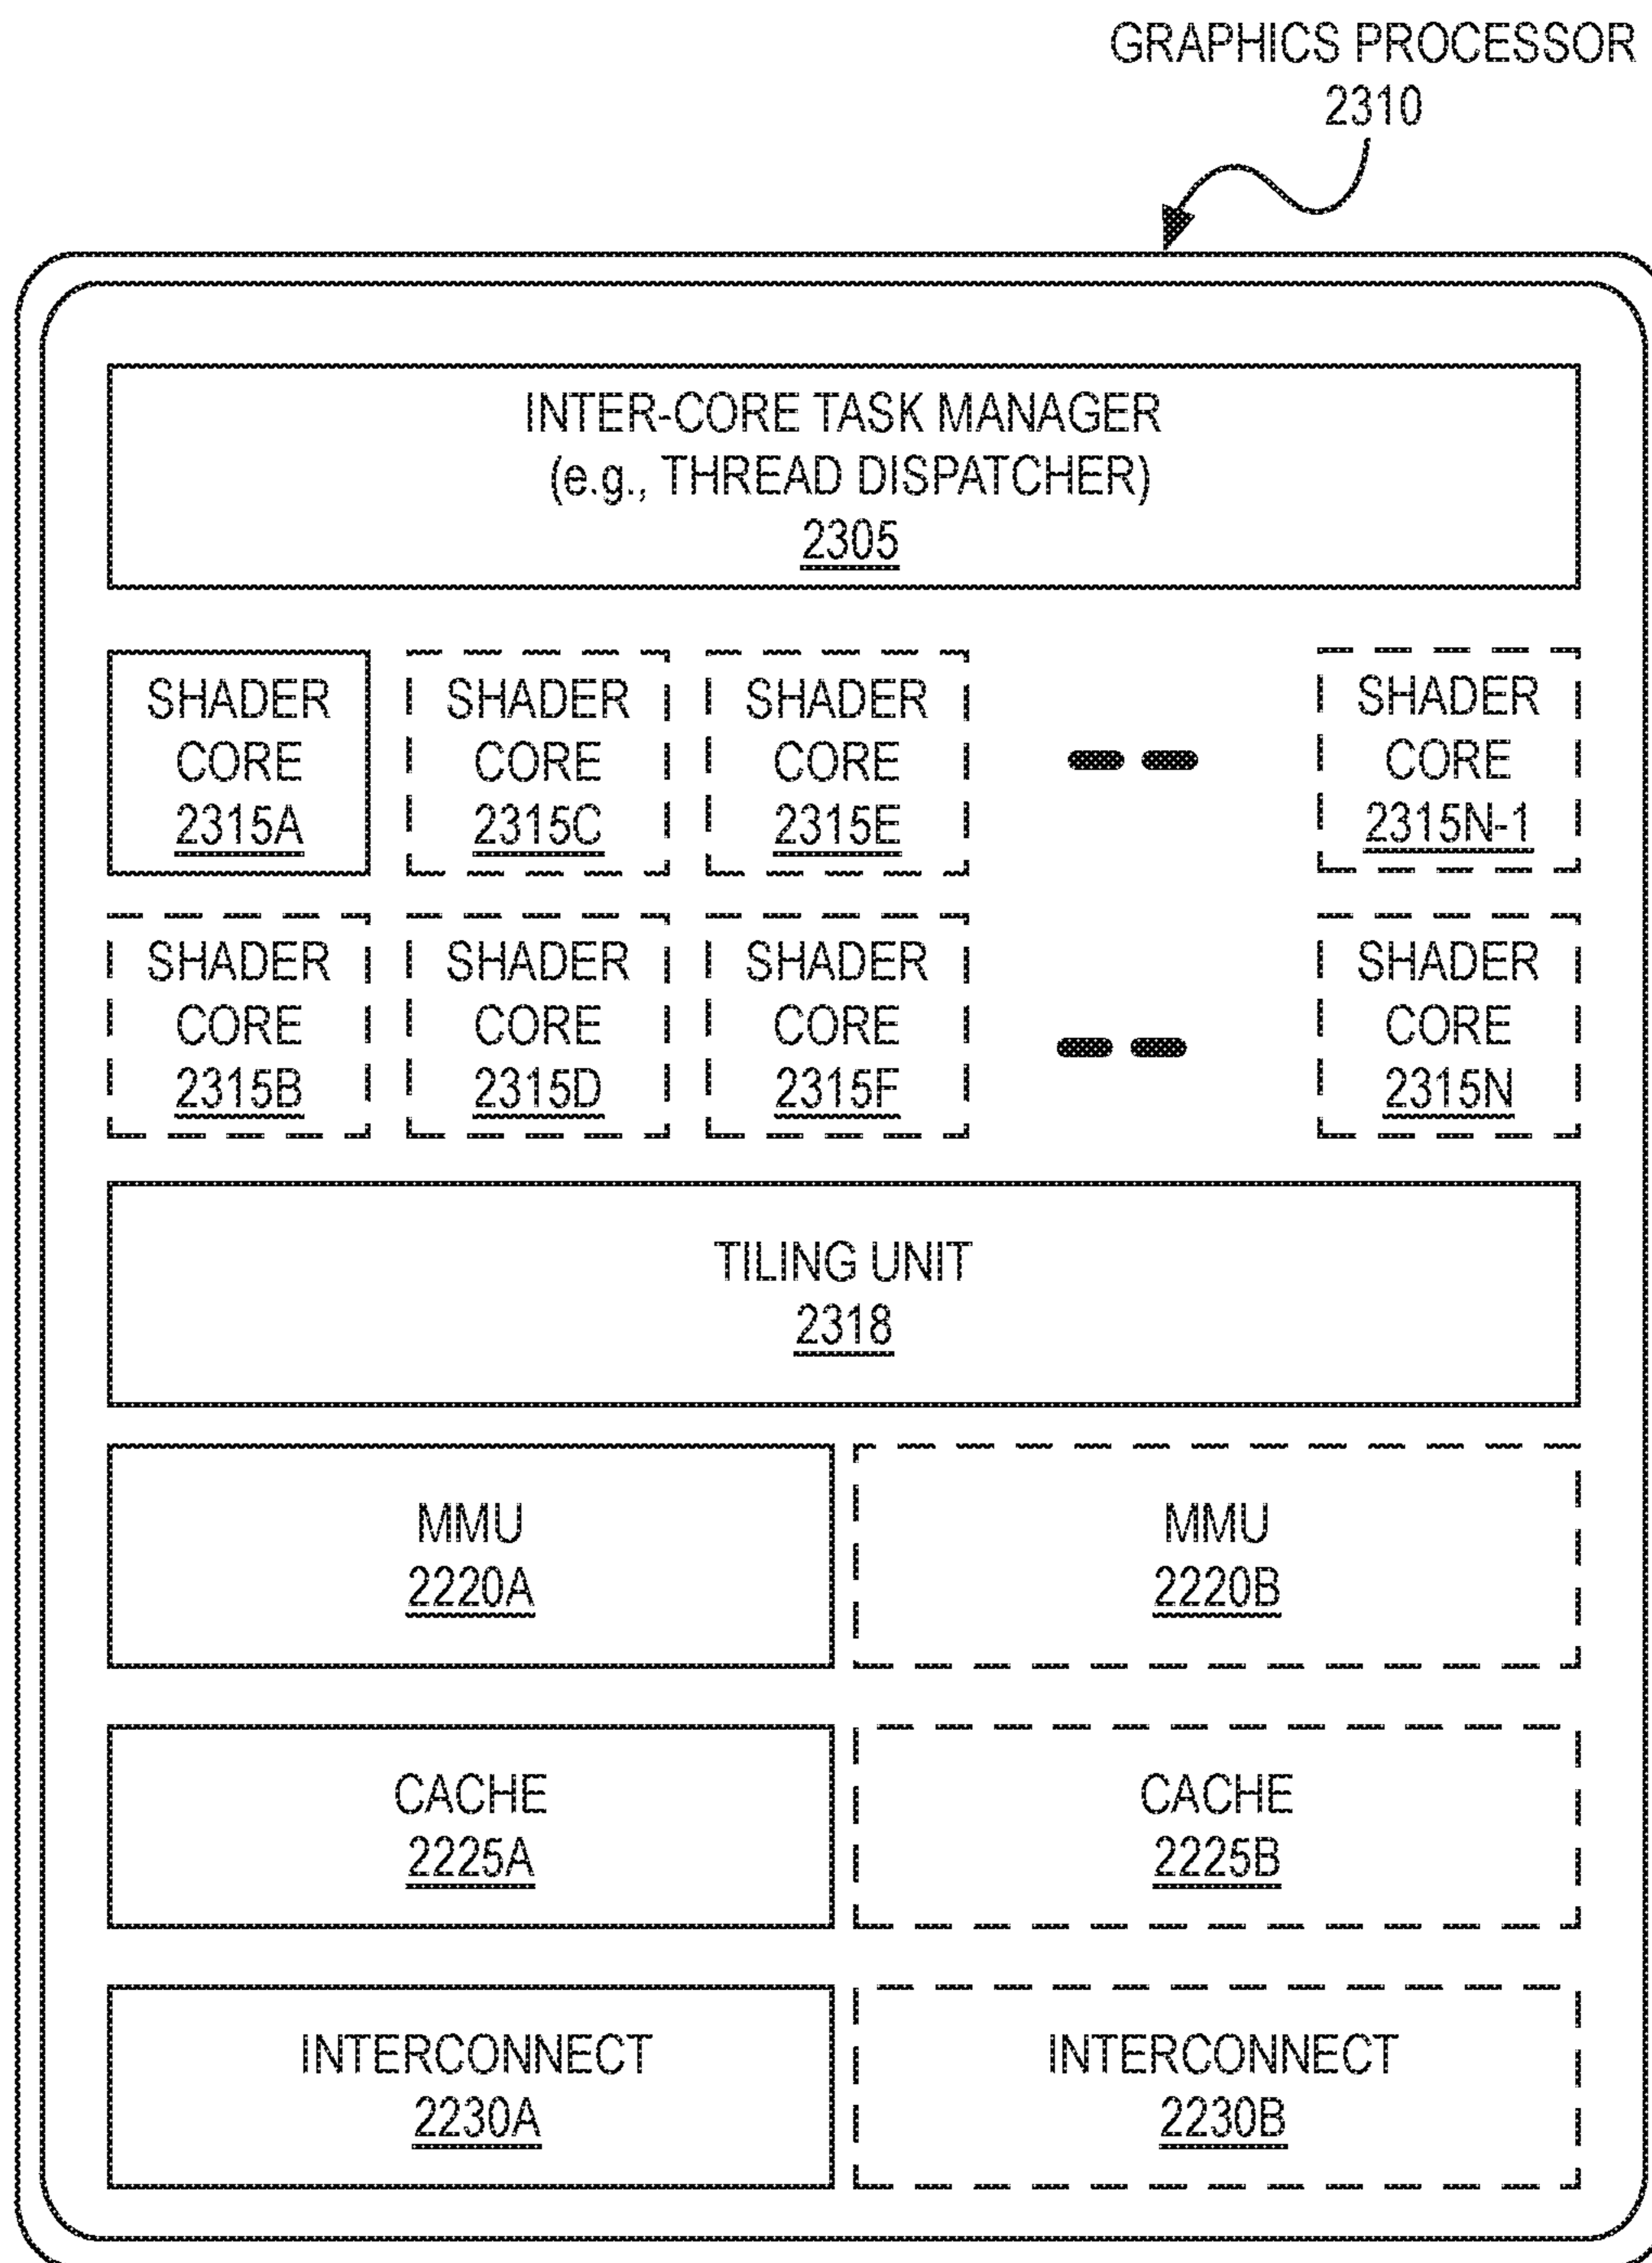 GRAPHICS PROCESSOR
2310
INTER-CORE TASK MANAGER
(e.g., THREAD DISPATCHER)
2305
SHADER
CORE
2315A
SHADER
CORE
2315C
SHADER
CORE
2315E
SHADER
CORE
2315N-1
SHADER
CORE
2315B
SHADER
CORE
2315D
SHADER
CORE
2315F
SHADER
CORE
2315N
TILING UNIT
2318
MMU
2220A
MMU
2220B
CACHE
2225A
CACHE
2225B
INTERCONNECT
2230A
INTERCONNECT
2230B